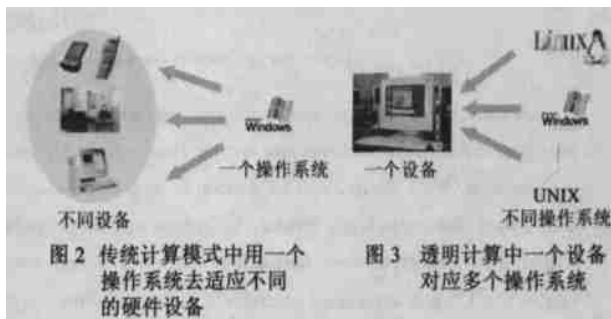 Linux
Windows
Windows
一个操作系统
一个设备
UNIX
不同设备
不同操作系统
图 2 传统计算模式中用一个
操作系统去适应不同
的硬件设备
图 3 透明计算中一个设备
对应多个操作系统